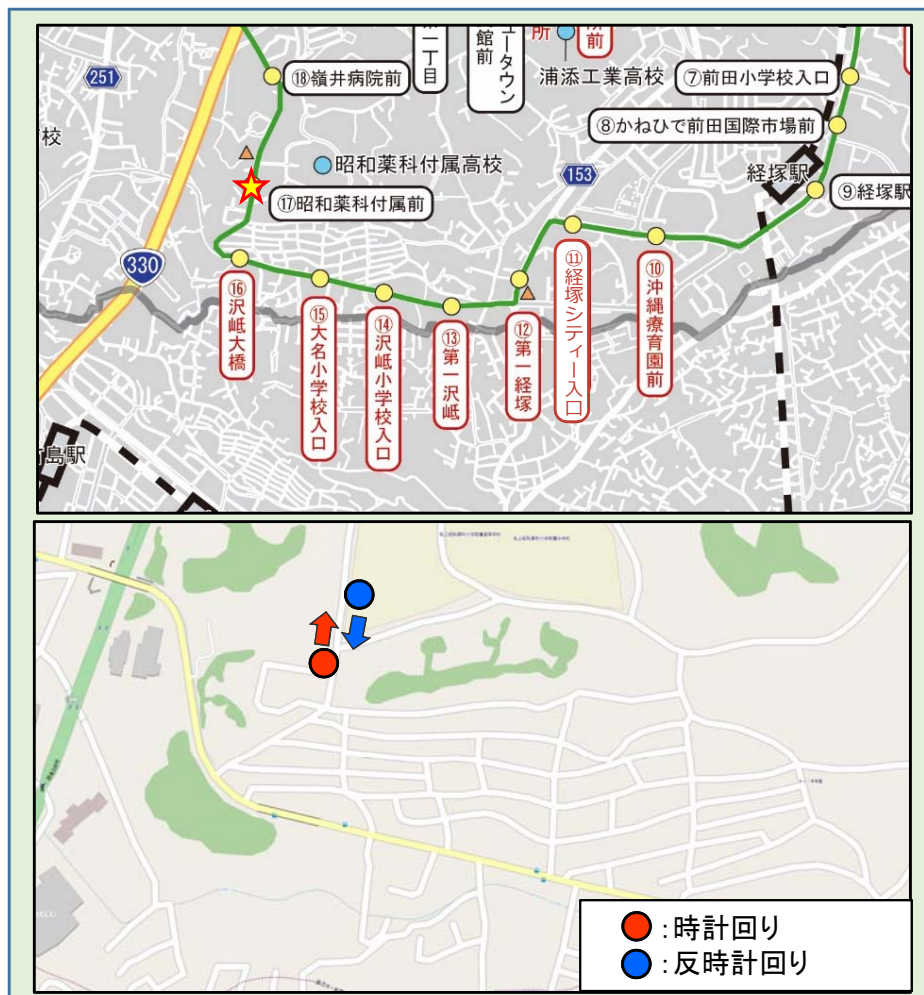 251
⑱嶺井病院前
一丁目
館前
ュータウン
所
前
浦添工業高校
⑦前田小学校入口
⑧かねひで前田国際市場前
校
昭和薬科付属高校
153
経塚駅
⑨経塚駅
⑰昭和薬科付属前
330
⑯沢岻大橋
⑮大名小学校入口
⑭沢岻小学校入口
⑬第一沢岻
⑫第一経塚
⑪経塚シティー入口
⑩沖縄療育園前
島駅
:時計回り
:反時計回り